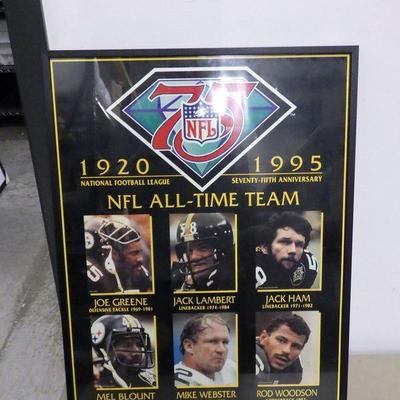 75
NFL
1920 1995
NATIONAL FOOTBALL LEAGUE SEVENTY-FIFTH ANNIVERSARY
NFL ALL-TIME TEAM
JOE GREENE JACK LAMBERT JACK HAM
DEFENSIVE TACKLE 1969-1981 LINEBACKER 1974-1984 LINEBACKER 1971-1982
MEL BLOUNT MIKE WEBSTER ROD WOODSON